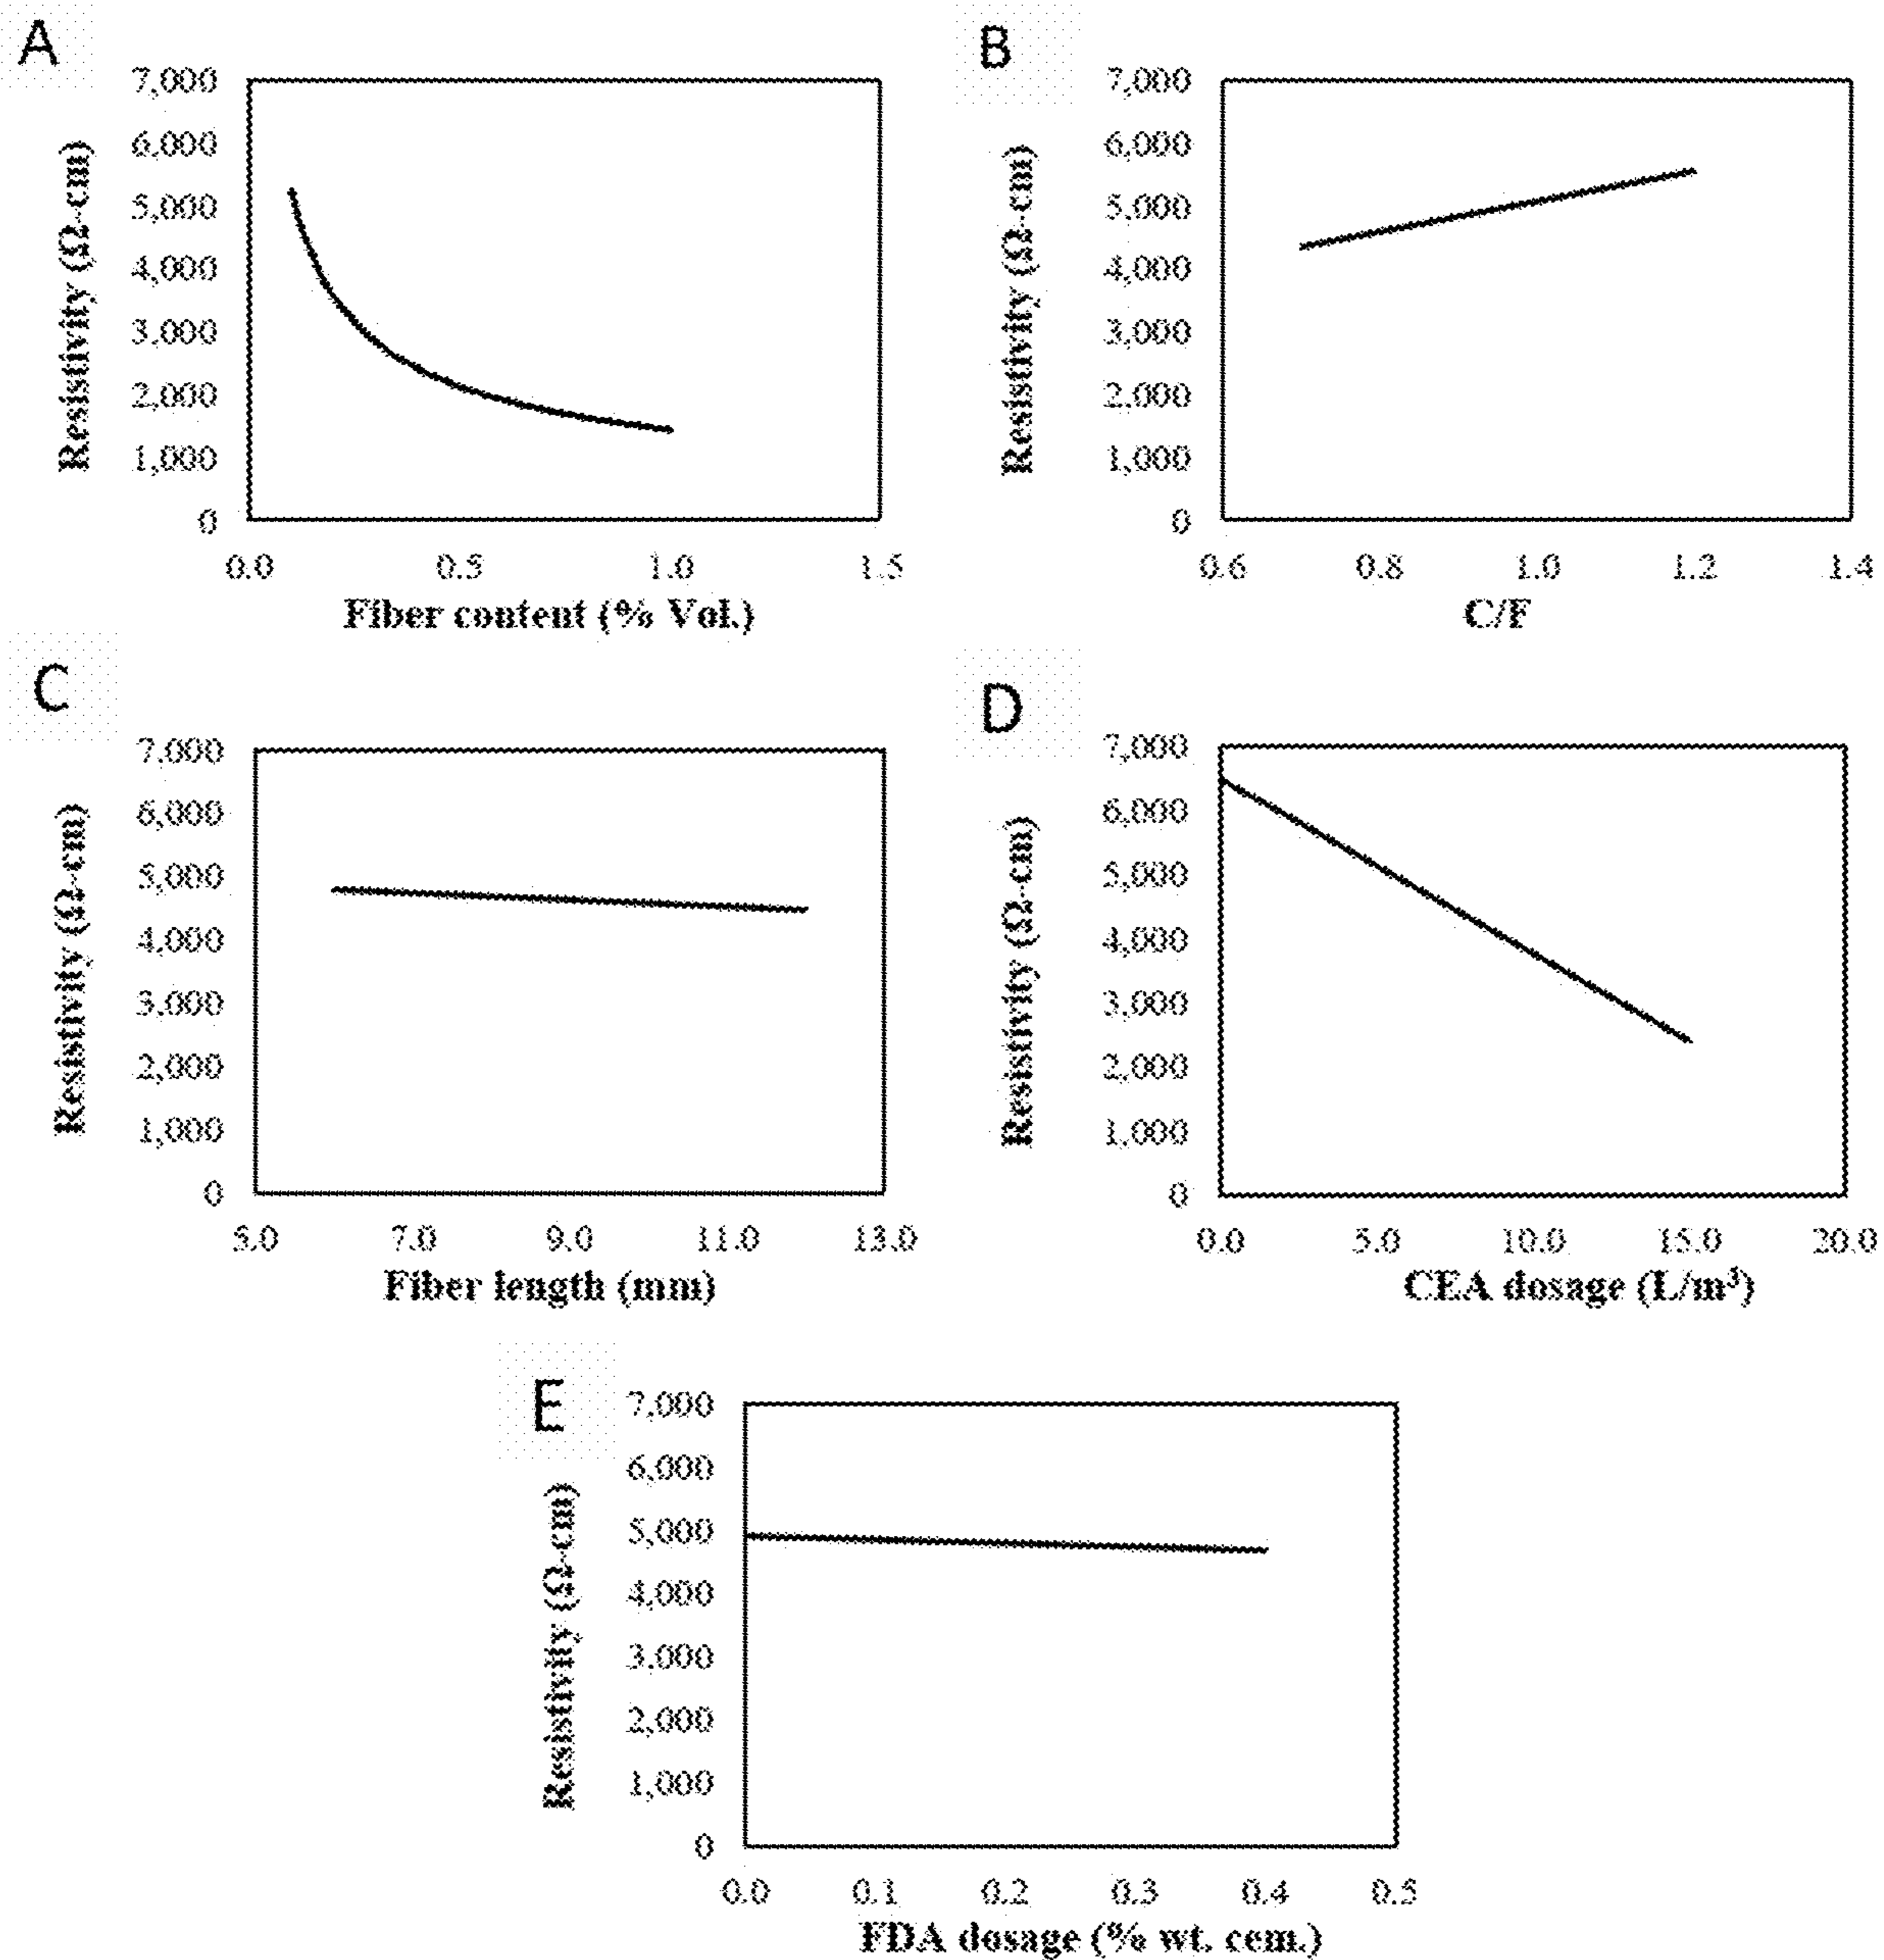 A
7,000
6,000
5,000
4,000
3,000
2,000
1,000
0
Resistivity (Ω-cm)
0.0 0.5 1.0 1.5
Fiber content (% Vol.)
B
7,000
6,000
5,000
4,000
3,000
2,000
1,000
0
Resistivity (Ω-cm)
0.6 0.8 1.0 1.2 1.4
C/F
C
7,000
6,000
5,000
4,000
3,000
2,000
1,000
0
Resistivity (Ω-cm)
5.0 7.0 9.0 11.0 13.0
Fiber length (mm)
D
7,000
6,000
5,000
4,000
3,000
2,000
1,000
0
Resistivity (Ω-cm)
0.0 5.0 10.0 15.0 20.0
CEA dosage (L/m³)
E
7,000
6,000
5,000
4,000
3,000
2,000
1,000
0
Resistivity (Ω-cm)
0.0 0.1 0.2 0.3 0.4 0.5
FDA dosage (% wt. cem.)